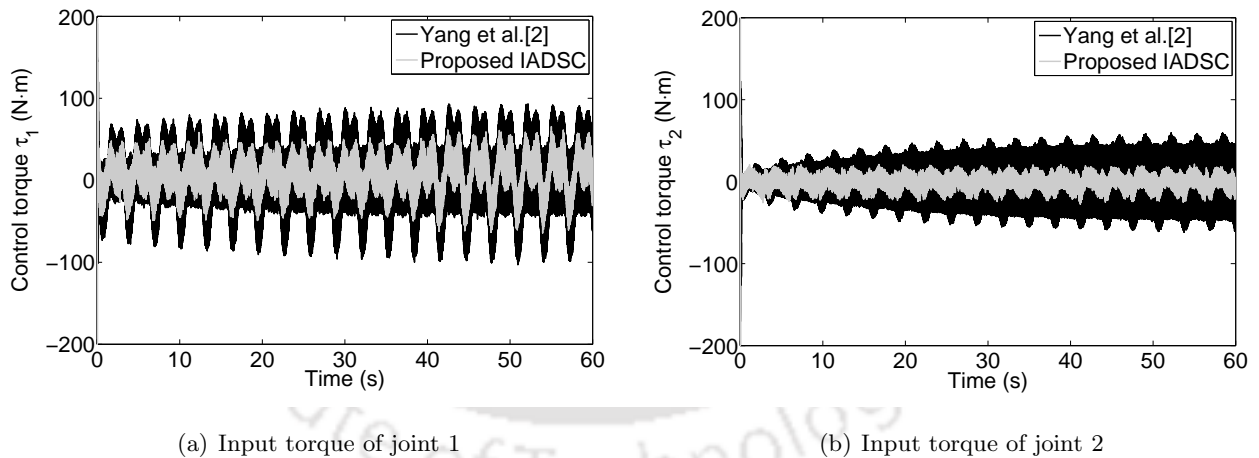 200
100
0
−100
−200
0
10
20
30
40
50
60
Control torque τ₁ (N·m)
Time (s)
Yang et al.[2]
Proposed IADSC
200
100
0
−100
−200
0
10
20
30
40
50
60
Control torque τ₂ (N·m)
Time (s)
Yang et al.[2]
Proposed IADSC
(a) Input torque of joint 1
(b) Input torque of joint 2